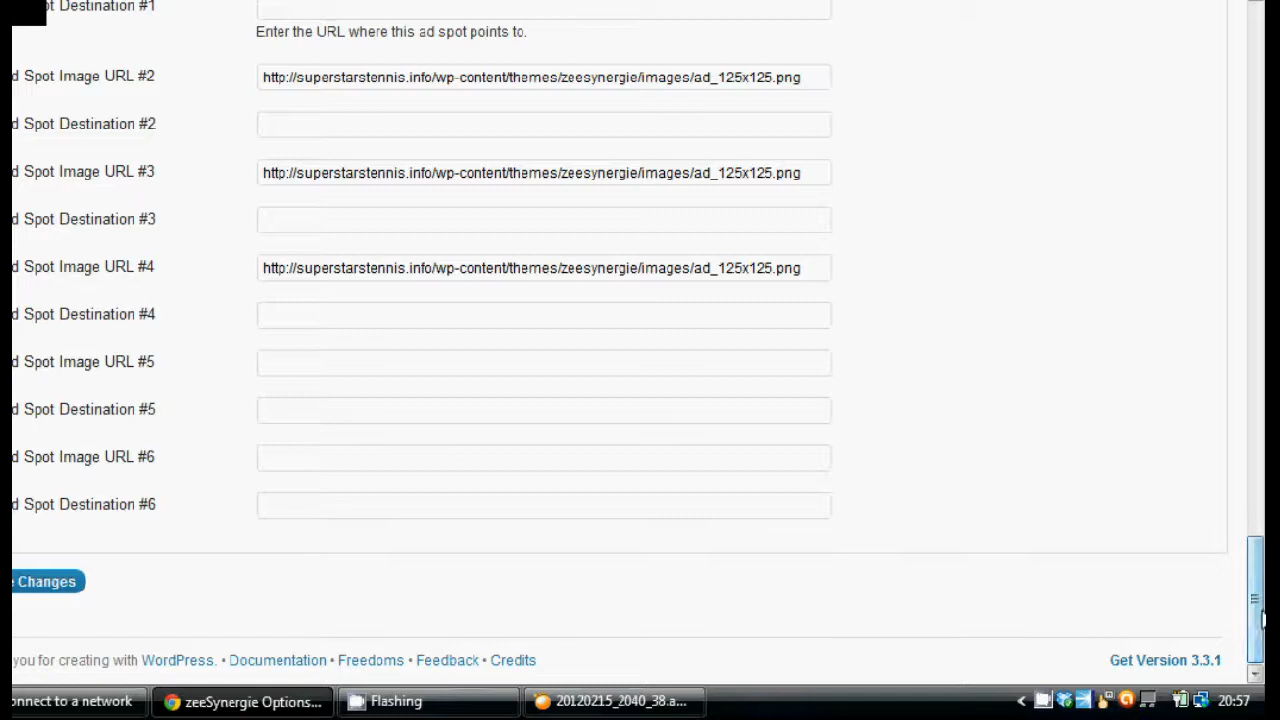 ot Destination #1
Enter the URL where this ad spot points to.
d Spot Image URL #2
http://superstarstennis.info/wp-content/themes/zeesynergie/images/ad_125x125.png
d Spot Destination #2
d Spot Image URL #3
http://superstarstennis.info/wp-content/themes/zeesynergie/images/ad_125x125.png
d Spot Destination #3
d Spot Image URL #4
http://superstarstennis.info/wp-content/themes/zeesynergie/images/ad_125x125.png
d Spot Destination #4
d Spot Image URL #5
d Spot Destination #5
d Spot Image URL #6
d Spot Destination #6
e Changes
you for creating with WordPress. • Documentation • Freedoms • Feedback • Credits
Get Version 3.3.1
onnect to a network
zeeSynergie Options...
Flashing
20120215_2040_38.a...
20:57